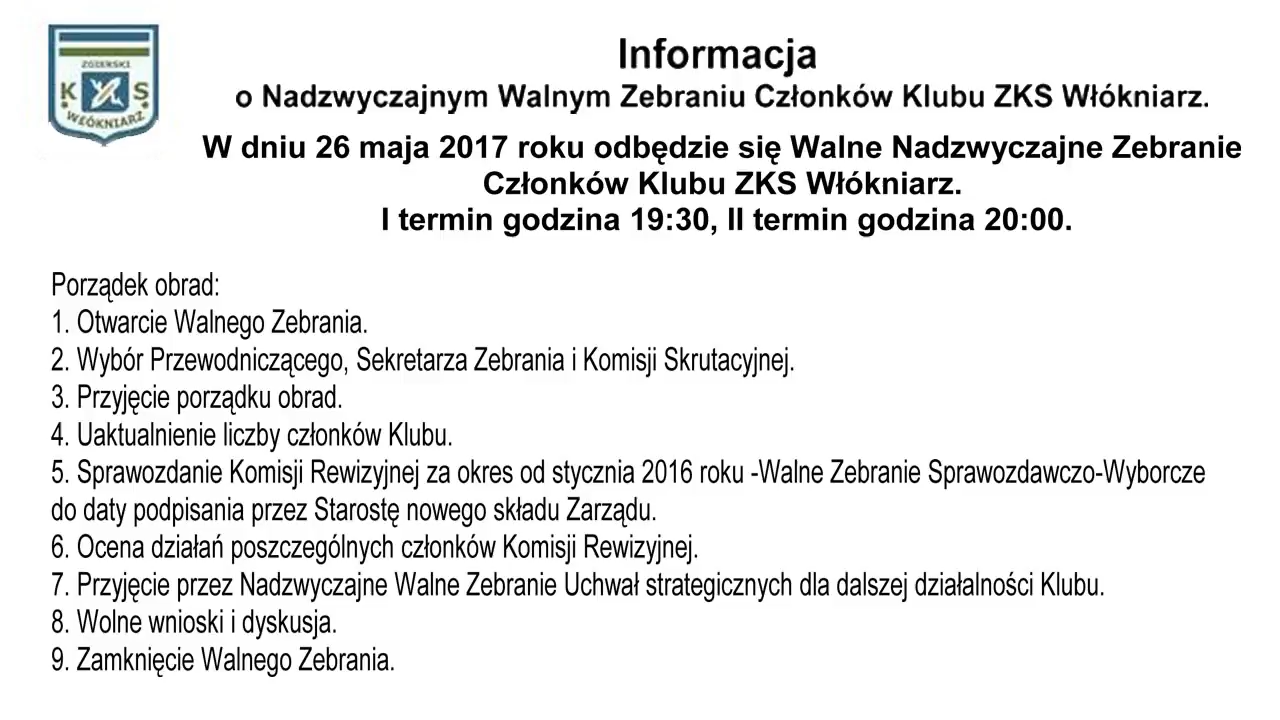 ZGIERSKI
K S
WŁÓKNIARZ
Informacja
o Nadzwyczajnym Walnym Zebraniu Członków Klubu ZKS Włókniarz.
W dniu 26 maja 2017 roku odbędzie się Walne Nadzwyczajne Zebranie
Członków Klubu ZKS Włókniarz.
I termin godzina 19:30, II termin godzina 20:00.
Porządek obrad:
1. Otwarcie Walnego Zebrania.
2. Wybór Przewodniczącego, Sekretarza Zebrania i Komisji Skrutacyjnej.
3. Przyjęcie porządku obrad.
4. Uaktualnienie liczby członków Klubu.
5. Sprawozdanie Komisji Rewizyjnej za okres od stycznia 2016 roku -Walne Zebranie Sprawozdawczo-Wyborcze
do daty podpisania przez Starostę nowego składu Zarządu.
6. Ocena działań poszczególnych członków Komisji Rewizyjnej.
7. Przyjęcie przez Nadzwyczajne Walne Zebranie Uchwał strategicznych dla dalszej działalności Klubu.
8. Wolne wnioski i dyskusja.
9. Zamknięcie Walnego Zebrania.